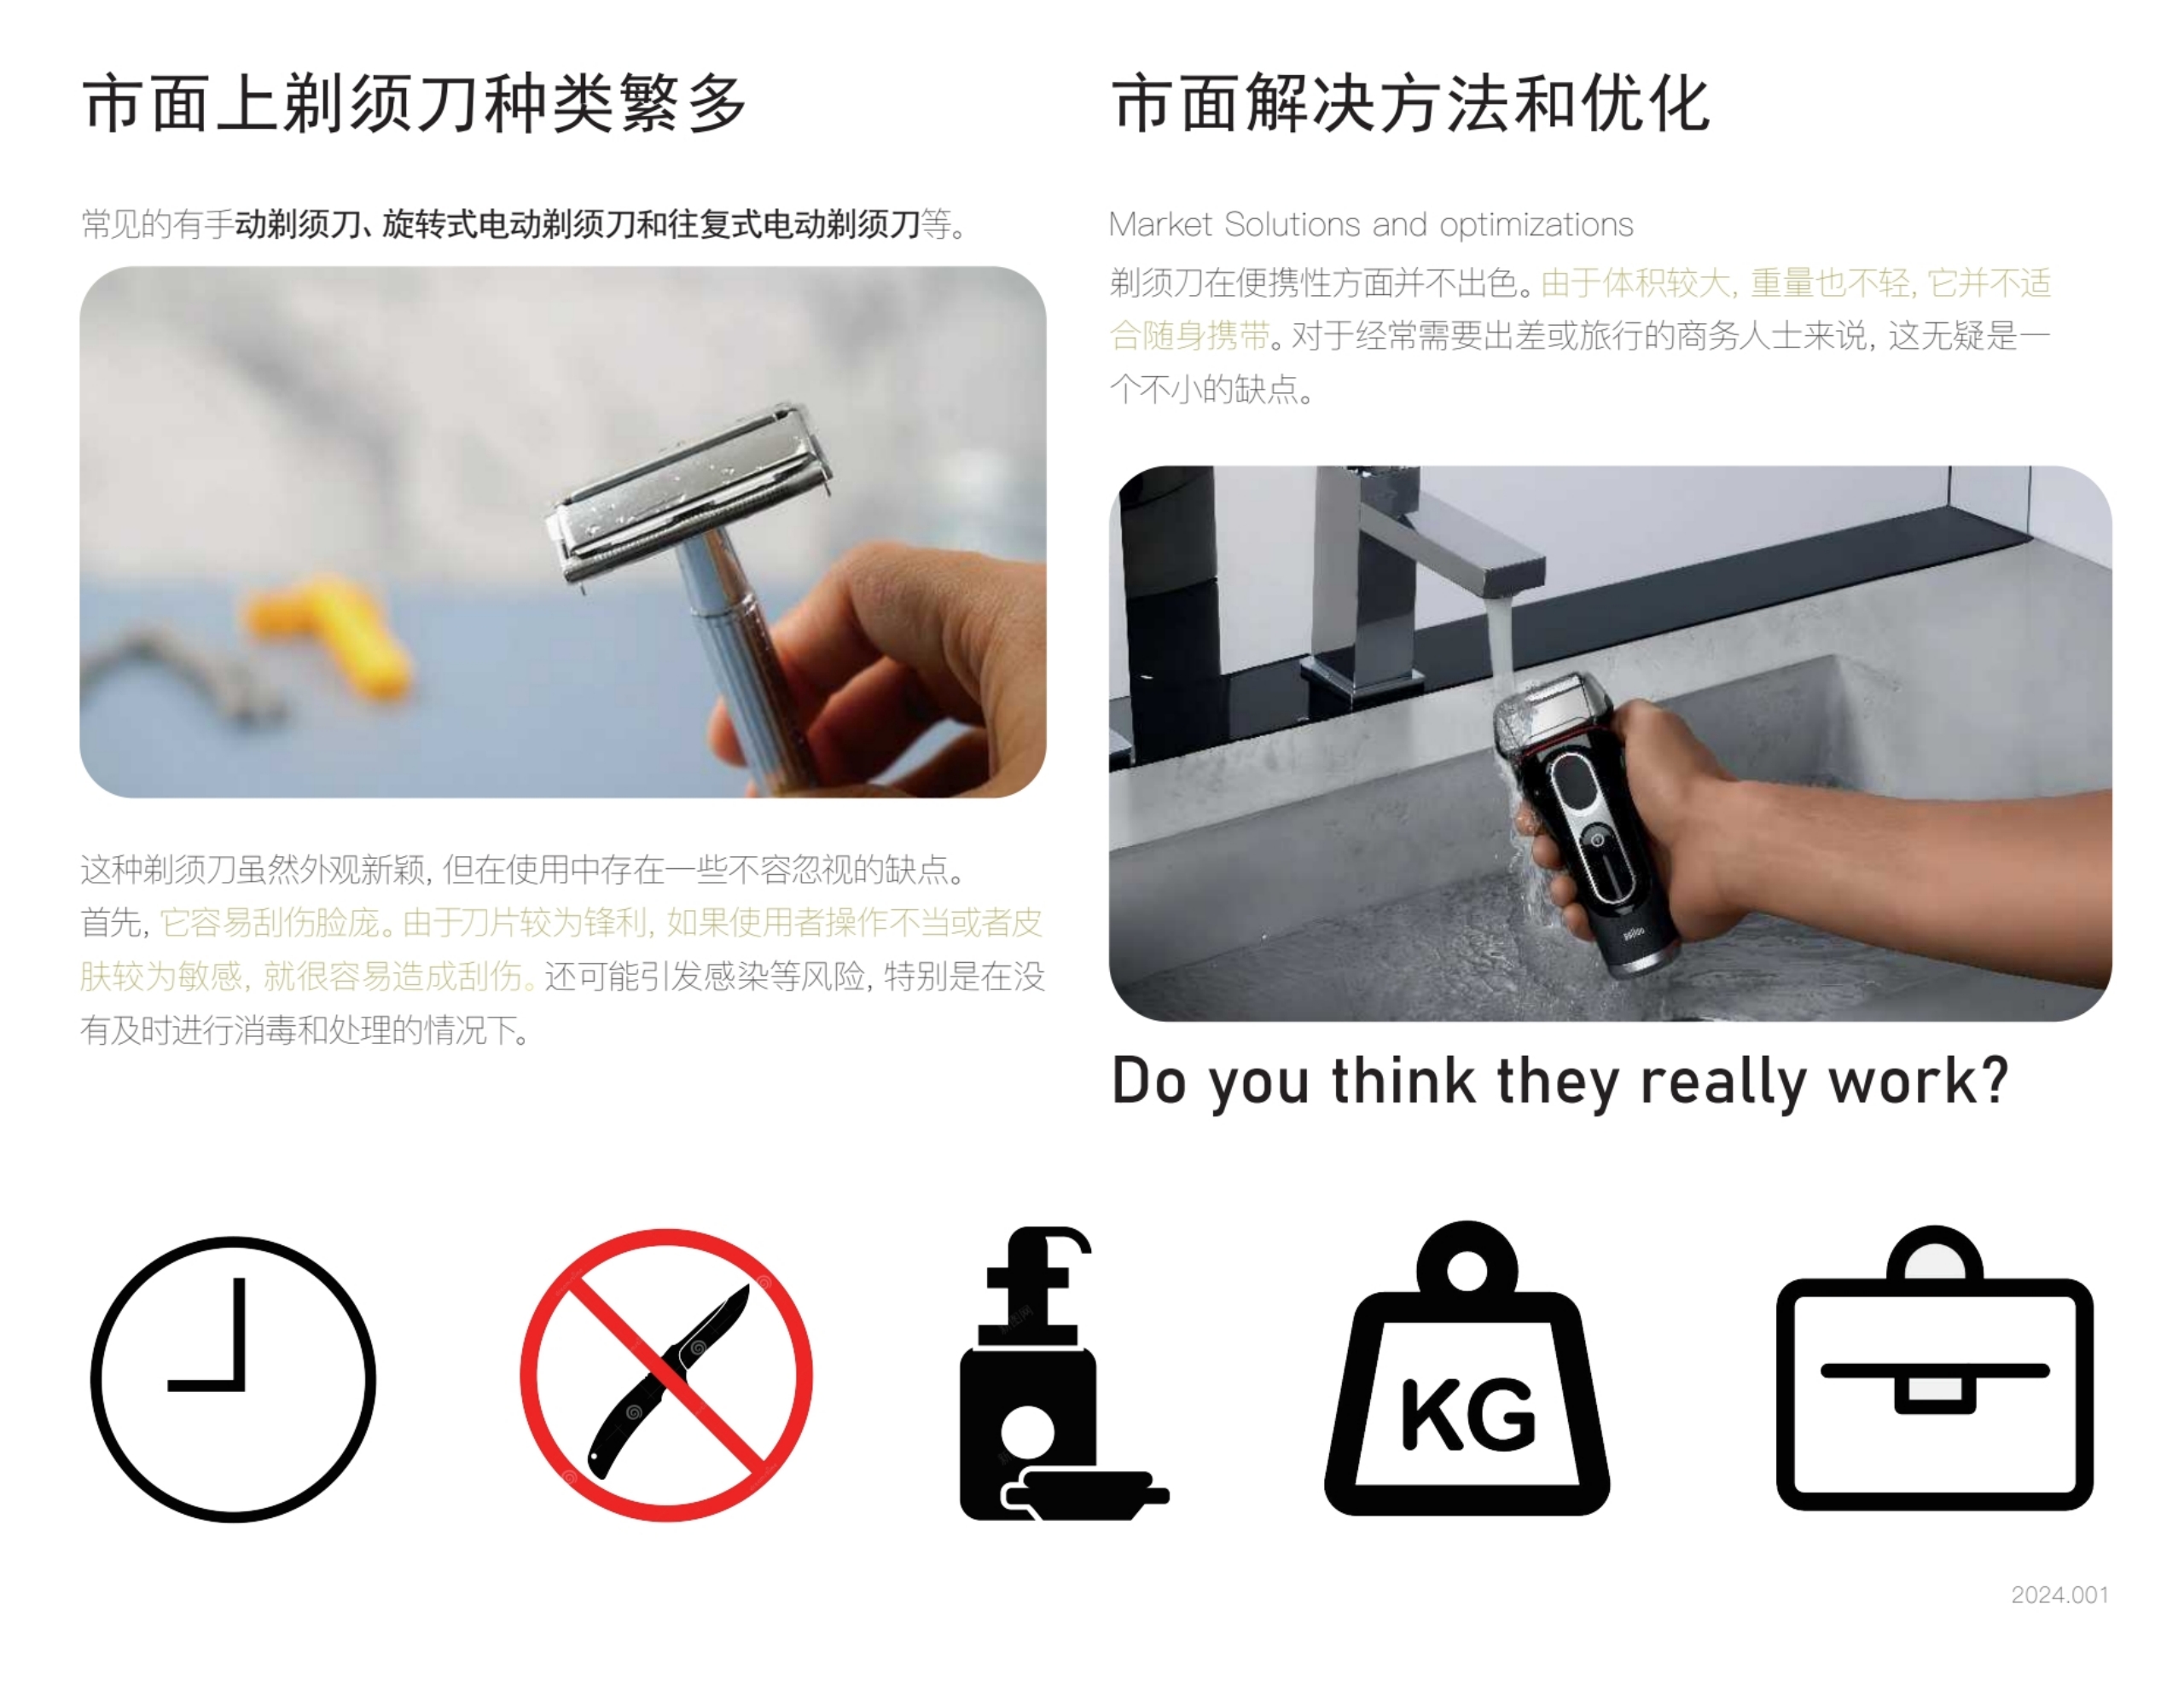 市面上剃须刀种类繁多
常见的有手动剃须刀、旋转式电动剃须刀和往复式电动剃须刀等。
这种剃须刀虽然外观新颖, 但在使用中存在一些不容忽视的缺点。
首先, 它容易刮伤脸庞。由于刀片较为锋利, 如果使用者操作不当或者皮
肤较为敏感, 就很容易造成刮伤。还可能引发感染等风险, 特别是在没
有及时进行消毒和处理的情况下。
市面解决方法和优化
Market Solutions and optimizations
剃须刀在便携性方面并不出色。由于体积较大, 重量也不轻, 它并不适
合随身携带。对于经常需要出差或旅行的商务人士来说, 这无疑是一
个不小的缺点。
Do you think they really work?
KG
2024.001